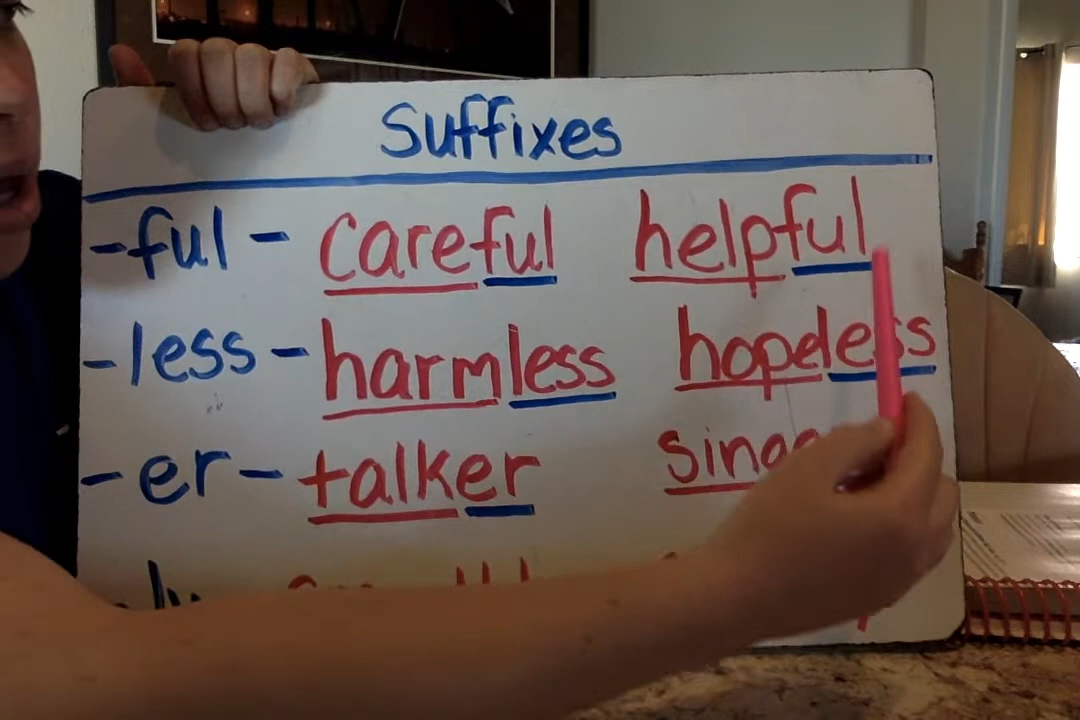 Suffixes
-ful - careful helpful
-less - harmless hopeless
-er - talker